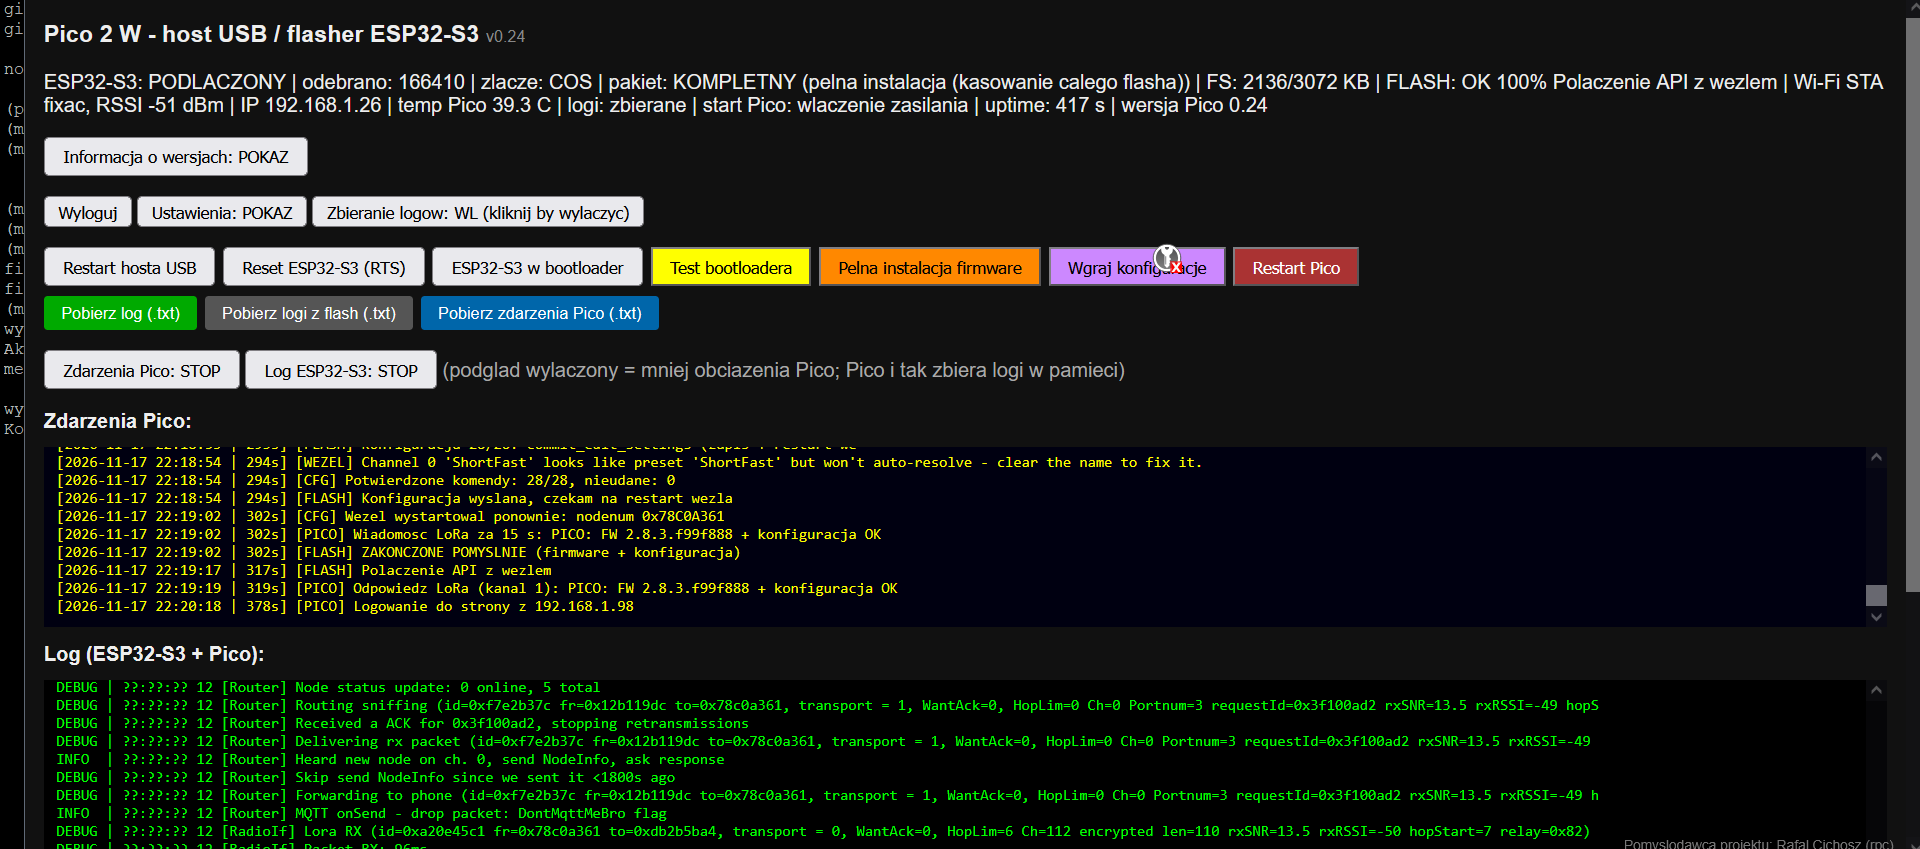 gi
gi
no
(p
(m
(m
(m
(m
(m
fi
fi
(m
wy
Ak
me
wy
Ko
Pico 2 W - host USB / flasher ESP32-S3 v0.24
ESP32-S3: PODLACZONY | odebrano: 166410 | zlacze: COS | pakiet: KOMPLETNY (pelna instalacja (kasowanie calego flasha)) | FS: 2136/3072 KB | FLASH: OK 100% Polaczenie API z wezlem | Wi-Fi STA
fixac, RSSI -51 dBm | IP 192.168.1.26 | temp Pico 39.3 C | logi: zbierane | start Pico: wlaczenie zasilania | uptime: 417 s | wersja Pico 0.24
Informacja o wersjach: POKAZ
Wyloguj Ustawienia: POKAZ Zbieranie logow: WL (kliknij by wylaczyc)
Restart hosta USB Reset ESP32-S3 (RTS) ESP32-S3 w bootloader Test bootloadera Pelna instalacja firmware Wgraj konfiguracje Restart Pico
Pobierz log (.txt) Pobierz logi z flash (.txt) Pobierz zdarzenia Pico (.txt)
Zdarzenia Pico: STOP Log ESP32-S3: STOP (podglad wylaczony = mniej obciazenia Pico; Pico i tak zbiera logi w pamieci)
Zdarzenia Pico:
[2026-11-17 22:18:54 | 294s] [WEZEL] Channel 0 'ShortFast' looks like preset 'ShortFast' but won't auto-resolve - clear the name to fix it.
[2026-11-17 22:18:54 | 294s] [CFG] Potwierdzone komendy: 28/28, nieudane: 0
[2026-11-17 22:18:54 | 294s] [FLASH] Konfiguracja wyslana, czekam na restart wezla
[2026-11-17 22:19:02 | 302s] [CFG] Wezel wystartowal ponownie: nodenum 0x78C0A361
[2026-11-17 22:19:02 | 302s] [PICO] Wiadomosc LoRa za 15 s: PICO: FW 2.8.3.f99f888 + konfiguracja OK
[2026-11-17 22:19:02 | 302s] [FLASH] ZAKONCZONE POMYSLNIE (firmware + konfiguracja)
[2026-11-17 22:19:17 | 317s] [FLASH] Polaczenie API z wezlem
[2026-11-17 22:19:19 | 319s] [PICO] Odpowiedz LoRa (kanal 1): PICO: FW 2.8.3.f99f888 + konfiguracja OK
[2026-11-17 22:20:18 | 378s] [PICO] Logowanie do strony z 192.168.1.98
Log (ESP32-S3 + Pico):
DEBUG | ??:??:?? 12 [Router] Node status update: 0 online, 5 total
DEBUG | ??:??:?? 12 [Router] Routing sniffing (id=0xf7e2b37c fr=0x12b119dc to=0x78c0a361, transport = 1, WantAck=0, HopLim=0 Ch=0 Portnum=3 requestId=0x3f100ad2 rxSNR=13.5 rxRSSI=-49 hopS
DEBUG | ??:??:?? 12 [Router] Received a ACK for 0x3f100ad2, stopping retransmissions
DEBUG | ??:??:?? 12 [Router] Delivering rx packet (id=0xf7e2b37c fr=0x12b119dc to=0x78c0a361, transport = 1, WantAck=0, HopLim=0 Ch=0 Portnum=3 requestId=0x3f100ad2 rxSNR=13.5 rxRSSI=-49
INFO | ??:??:?? 12 [Router] Heard new node on ch. 0, send NodeInfo, ask response
DEBUG | ??:??:?? 12 [Router] Skip send NodeInfo since we sent it <1800s ago
DEBUG | ??:??:?? 12 [Router] Forwarding to phone (id=0xf7e2b37c fr=0x12b119dc to=0x78c0a361, transport = 1, WantAck=0, HopLim=0 Ch=0 Portnum=3 requestId=0x3f100ad2 rxSNR=13.5 rxRSSI=-49 h
INFO | ??:??:?? 12 [Router] MQTT onSend - drop packet: DontMqttMeBro flag
DEBUG | ??:??:?? 12 [RadioIf] Lora RX (id=0xa20e45c1 fr=0x78c0a361 to=0xdb2b5ba4, transport = 0, WantAck=0, HopLim=6 Ch=112 encrypted len=110 rxSNR=13.5 rxRSSI=-50 hopStart=7 relay=0x82)
DEBUG | ??:??:?? 12 [RadioIf] Packet RX: 96ms
Pomyslodawca projektu: Rafal Cichosz (rpc)